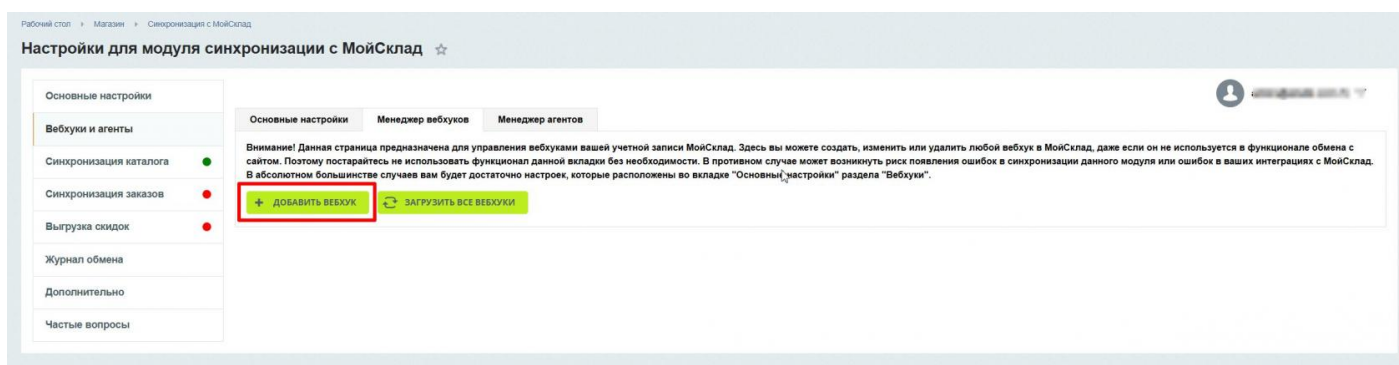 Рабочий стол Магазин Синхронизация с МойСклад
Настройки для модуля синхронизации с МойСклад
Основные настройки
Вебхуки и агенты
Синхронизация каталога
Синхронизация заказов
Выгрузка скидок
Журнал обмена
Дополнительно
Частые вопросы
Основные настройки Менеджер вебхуков Менеджер агентов
Внимание! Данная страница предназначена для управления вебхуками вашей учетной записи МойСклад. Здесь вы можете создать, изменить или удалить любой вебхук в МойСклад, даже если он не используется в функционале обмена с
сайтом. Поэтому постарайтесь не использовать функционал данной вкладки без необходимости. В противном случае может возникнуть риск появления ошибок в синхронизации данного модуля или ошибок в ваших интеграциях с МойСклад.
В абсолютном большинстве случаев вам будет достаточно настроек, которые расположены во вкладке "Основные настройки" раздела "Вебхуки".
+ ДОБАВИТЬ ВЕБХУК ЗАГРУЗИТЬ ВСЕ ВЕБХУКИ